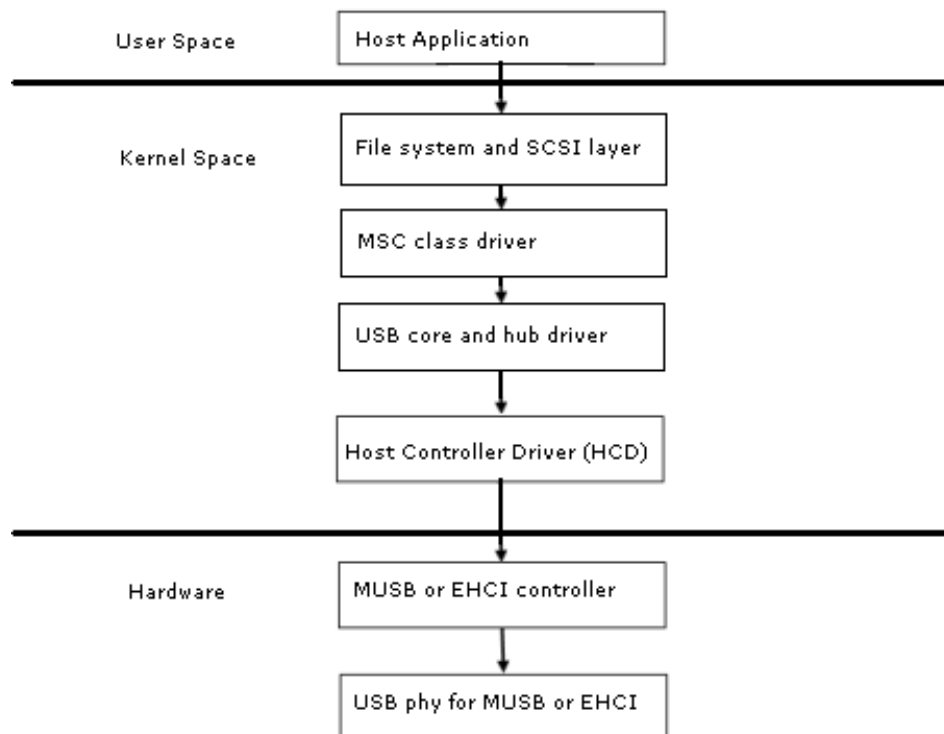 User Space
Host Application
Kernel Space
File system and SCSI layer
MSC class driver
USB core and hub driver
Host Controller Driver (HCD)
Hardware
MUSB or EHCI controller
USB phy for MUSB or EHCI